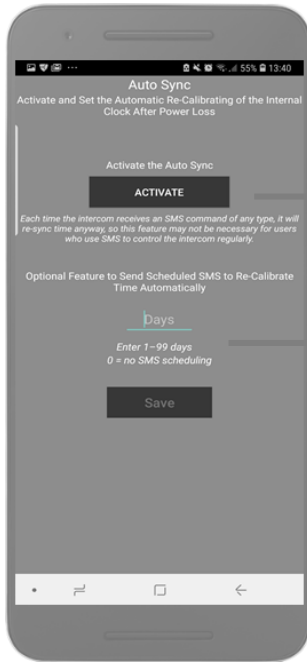 55% 13:40
Auto Sync
Activate and Set the Automatic Re-Calibrating of the Internal
Clock After Power Loss
Activate the Auto Sync
ACTIVATE
Each time the intercom receives an SMS command of any type, it will
re-sync time anyway, so this feature may not be necessary for users
who use SMS to control the intercom regularly.
Optional Feature to Send Scheduled SMS to Re-Calibrate
Time Automatically
Days
Enter 1–99 days
0 = no SMS scheduling
Save